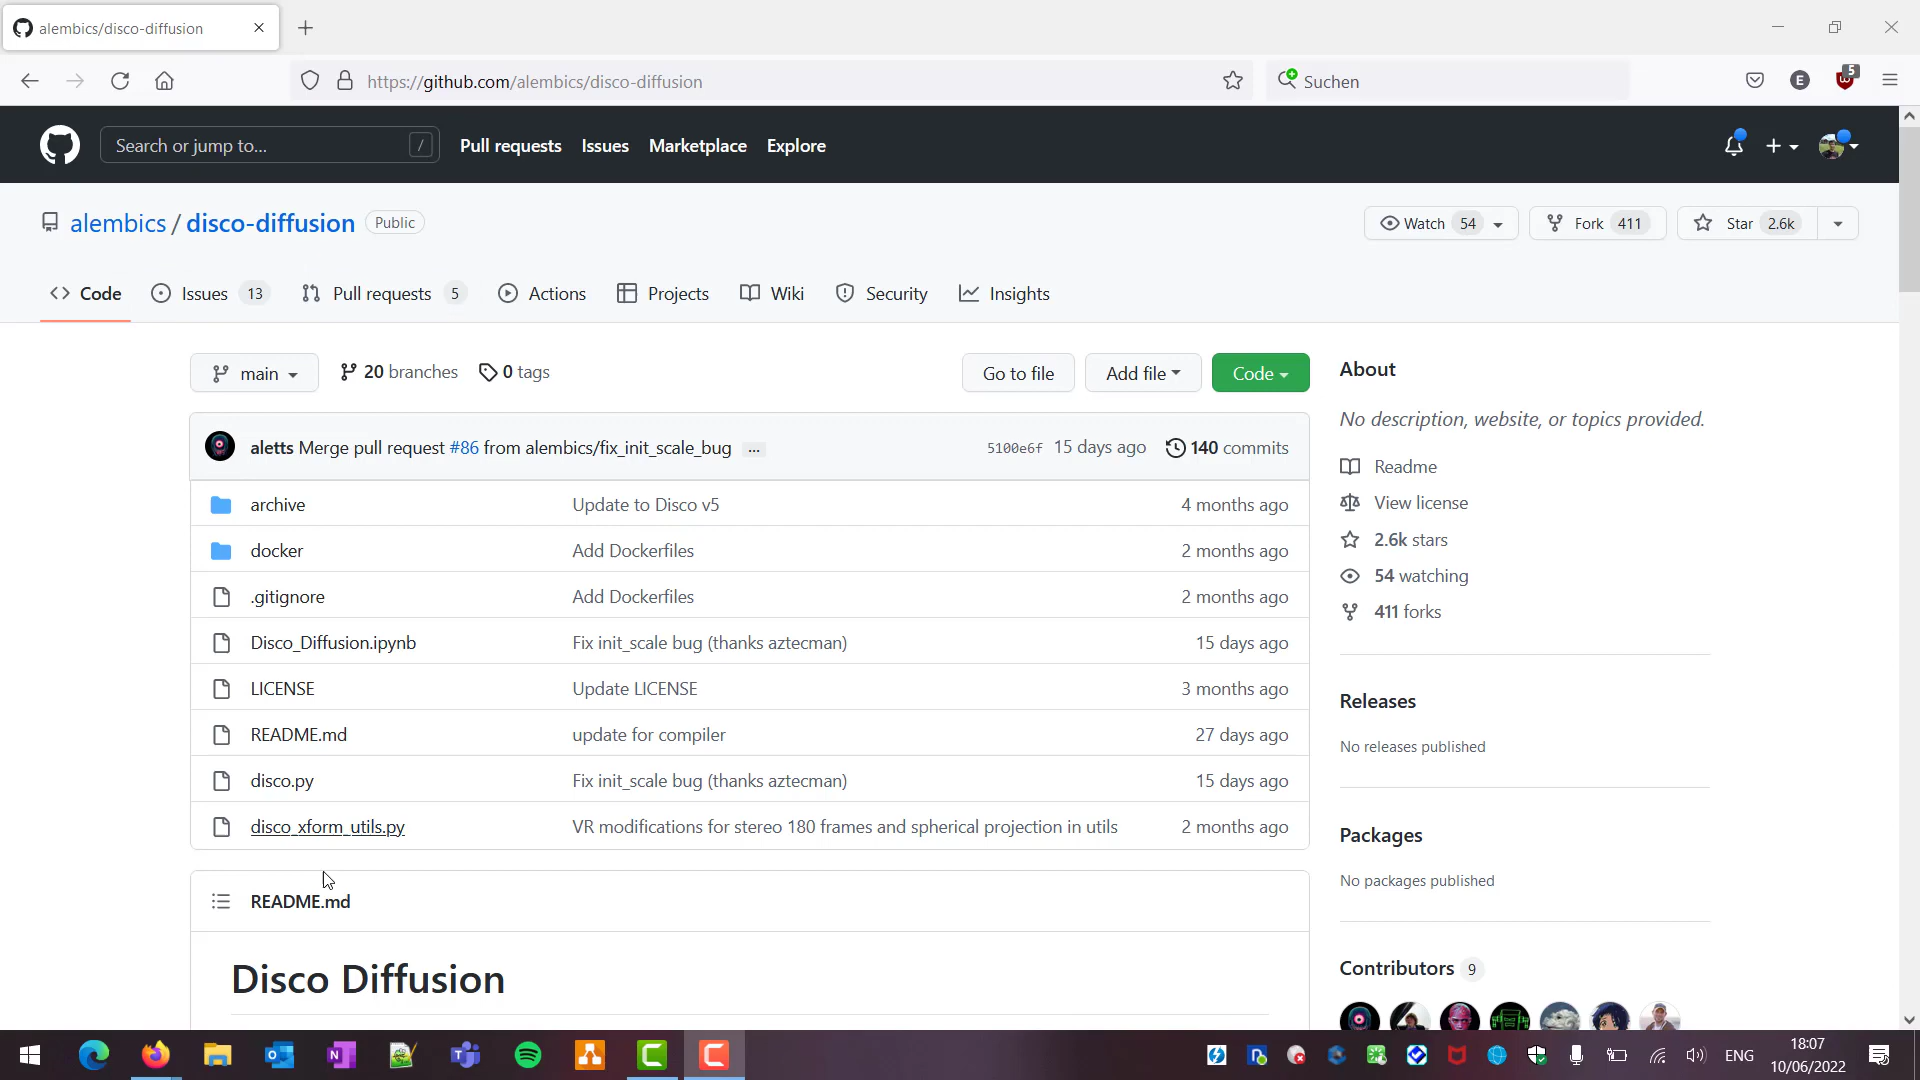 alembics/disco-diffusion
https://github.com/alembics/disco-diffusion
Suchen
E
5
Search or jump to...
/
Pull requests
Issues
Marketplace
Explore
alembics / disco-diffusion
Public
Watch 54
Fork 411
Star 2.6k
Code
Issues 13
Pull requests 5
Actions
Projects
Wiki
Security
Insights
main
20 branches
0 tags
Go to file
Add file
Code
aletts Merge pull request #86 from alembics/fix_init_scale_bug ...
5100e6f 15 days ago
140 commits
archive Update to Disco v5 4 months ago
docker Add Dockerfiles 2 months ago
.gitignore Add Dockerfiles 2 months ago
Disco_Diffusion.ipynb Fix init_scale bug (thanks aztecman) 15 days ago
LICENSE Update LICENSE 3 months ago
README.md update for compiler 27 days ago
disco.py Fix init_scale bug (thanks aztecman) 15 days ago
disco_xform_utils.py VR modifications for stereo 180 frames and spherical projection in utils 2 months ago
README.md
Disco Diffusion
About
No description, website, or topics provided.
Readme
View license
2.6k stars
54 watching
411 forks
Releases
No releases published
Packages
No packages published
Contributors 9
ENG
18:07
10/06/2022